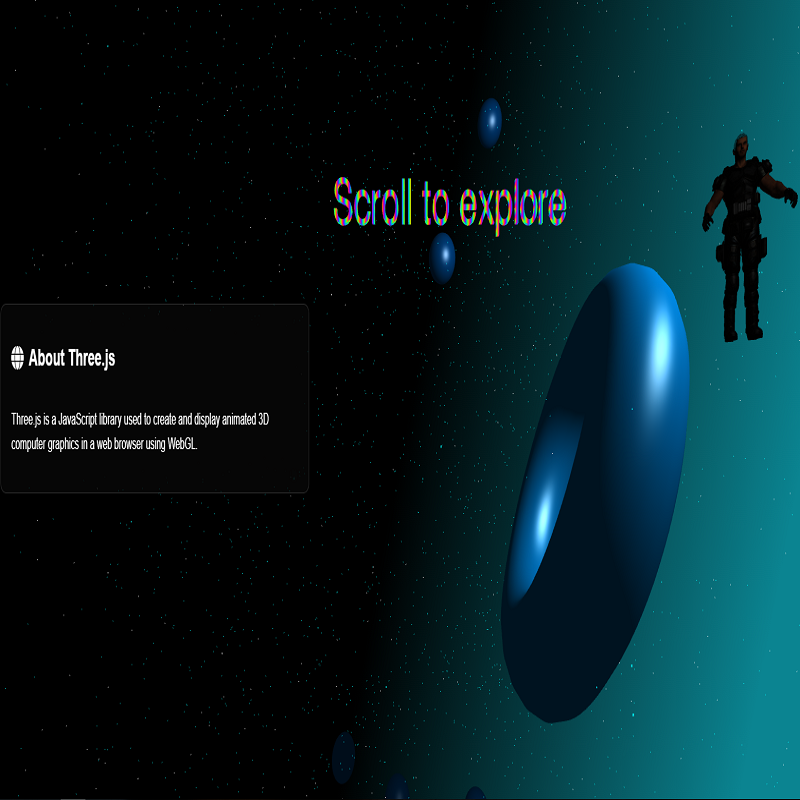 Scroll to explore
About Three.js
Three.js is a JavaScript library used to create and display animated 3D
computer graphics in a web browser using WebGL.